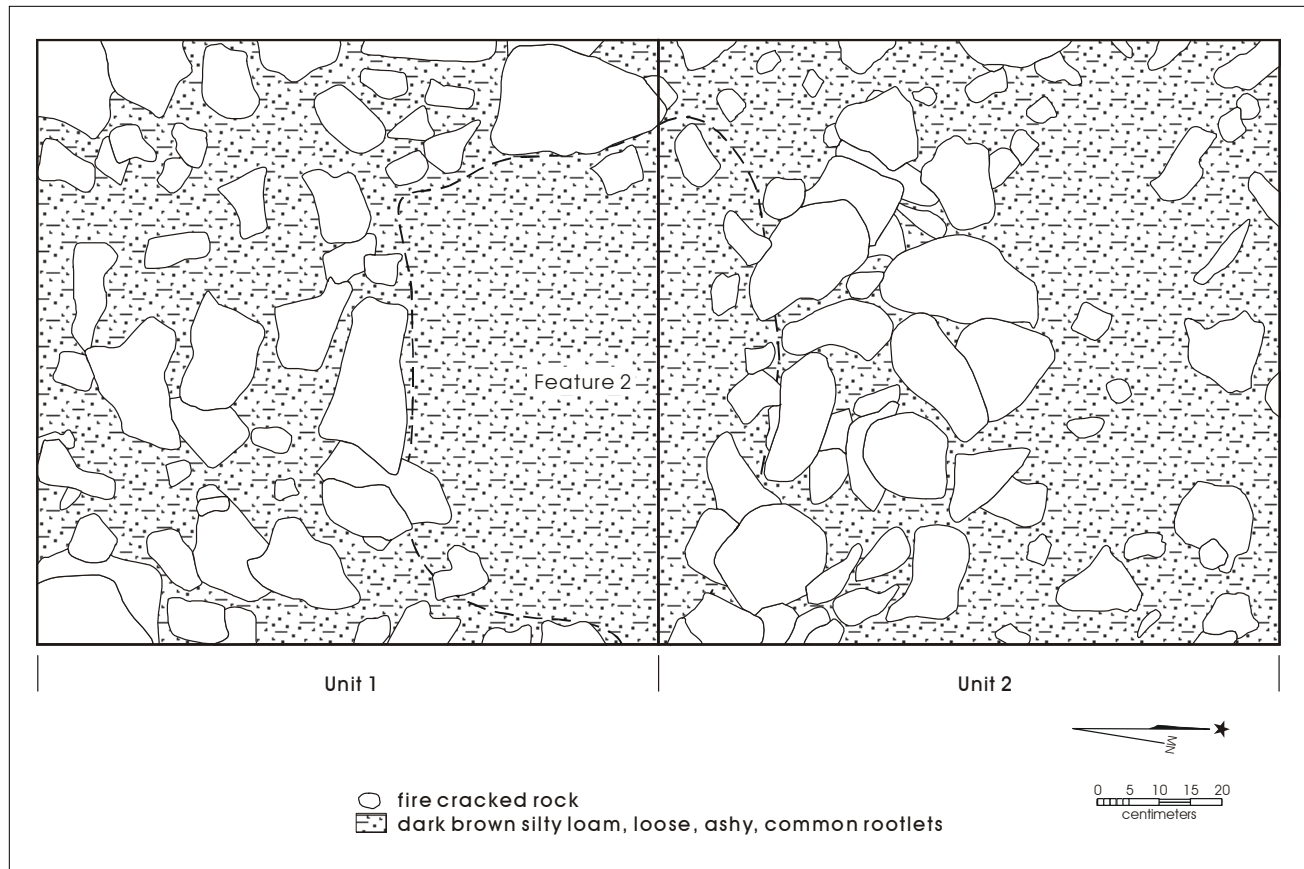 Feature 2
Unit 1
Unit 2
MN
fire cracked rock
dark brown silty loam, loose, ashy, common rootlets
0 5 10 15 20
centimeters